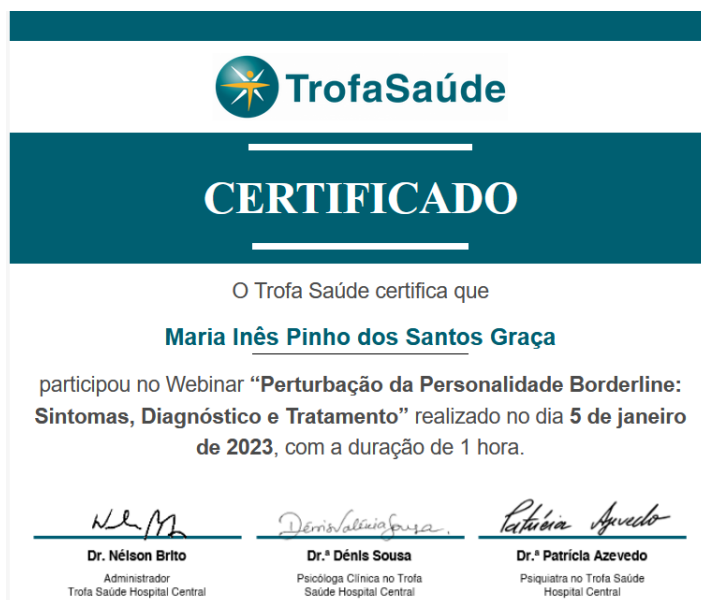 TrofaSaúde
CERTIFICADO
O Trofa Saúde certifica que
Maria Inês Pinho dos Santos Graça
participou no Webinar “Perturbação da Personalidade Borderline:
Sintomas, Diagnóstico e Tratamento” realizado no dia 5 de janeiro
de 2023, com a duração de 1 hora.
Dénis Valéria Sousa
Patrícia Azevedo
Dr. Nélson Brito
Administrador
Trofa Saúde Hospital Central
Dr.ª Dénis Sousa
Psicóloga Clínica no Trofa
Saúde Hospital Central
Dr.ª Patrícia Azevedo
Psiquiatra no Trofa Saúde
Hospital Central